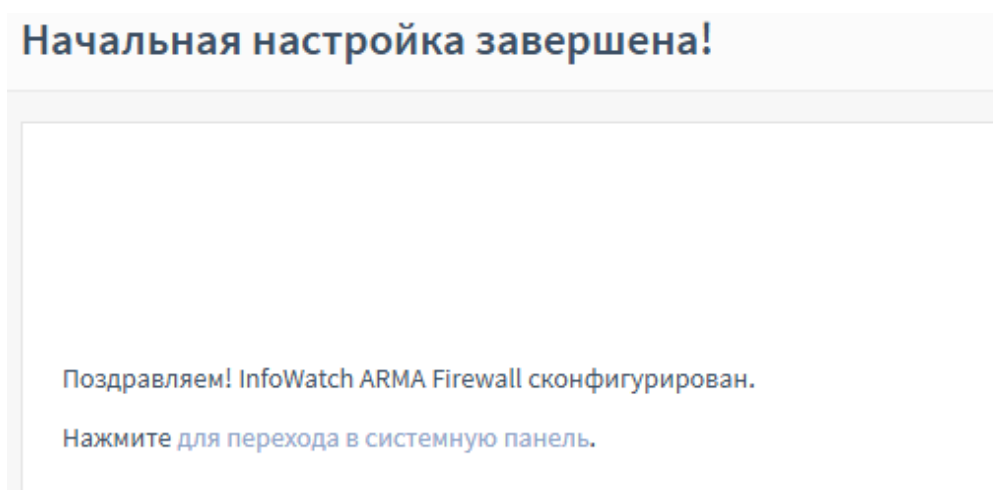 Начальная настройка завершена!
Поздравляем! InfoWatch ARMA Firewall сконфигурирован.
Нажмите для перехода в системную панель.